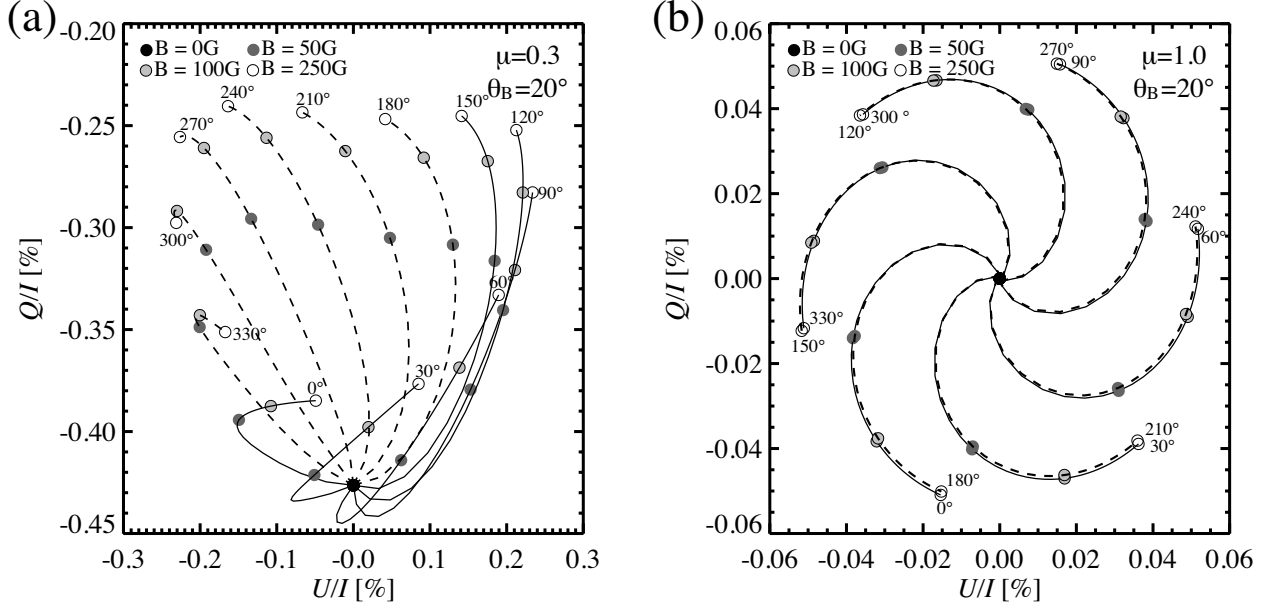 (a)
-0.20
-0.25
-0.30
-0.35
-0.40
-0.45
Q/I [%]
B = 0G B = 50G
B = 100G B = 250G
μ=0.3
θB=20°
240° 210° 180° 150° 120°
270°
90°
300°
60°
330°
0° 30°
-0.3 -0.2 -0.1 -0.0 0.1 0.2 0.3
U/I [%]
(b)
0.06
0.04
0.02
0.00
-0.02
-0.04
-0.06
Q/I [%]
B = 0G B = 50G
B = 100G B = 250G
μ=1.0
θB=20°
270°
90°
120° 300°
240°
60°
330°
150°
210°
30°
180°
0°
-0.06 -0.04 -0.02 0.00 0.02 0.04 0.06
U/I [%]